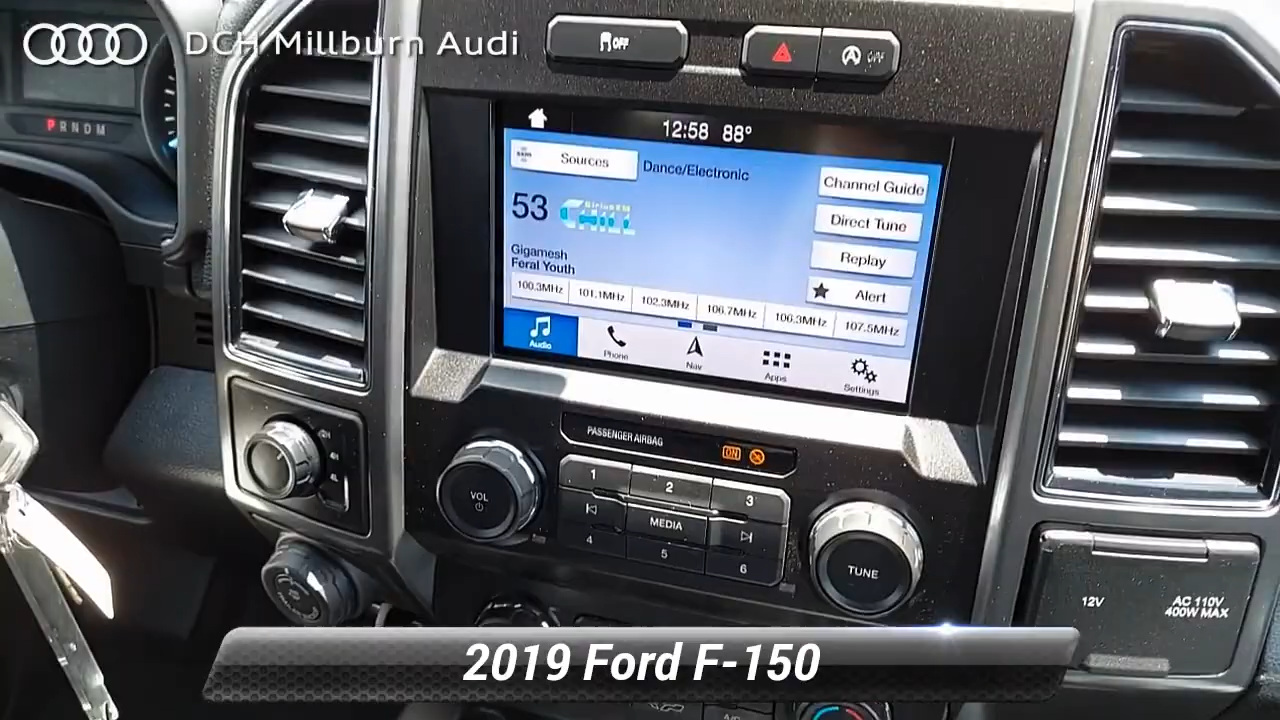 DCH Millburn Audi
OFF
OFF
P R N D M
12:58 88°
Sources
Dance/Electronic
Channel Guide
53
SiriusXM
CHILL
Direct Tune
Gigamesh
Feral Youth
Replay
Alert
100.3MHz 101.1MHz 102.3MHz 106.7MHz 106.3MHz 107.5MHz
Audio
Phone
Nav
Apps
Settings
PASSENGER AIRBAG
ON
1 2 3
VOL
MEDIA
4 5 6
TUNE
12V
AC 110V
400W MAX
2019 Ford F-150